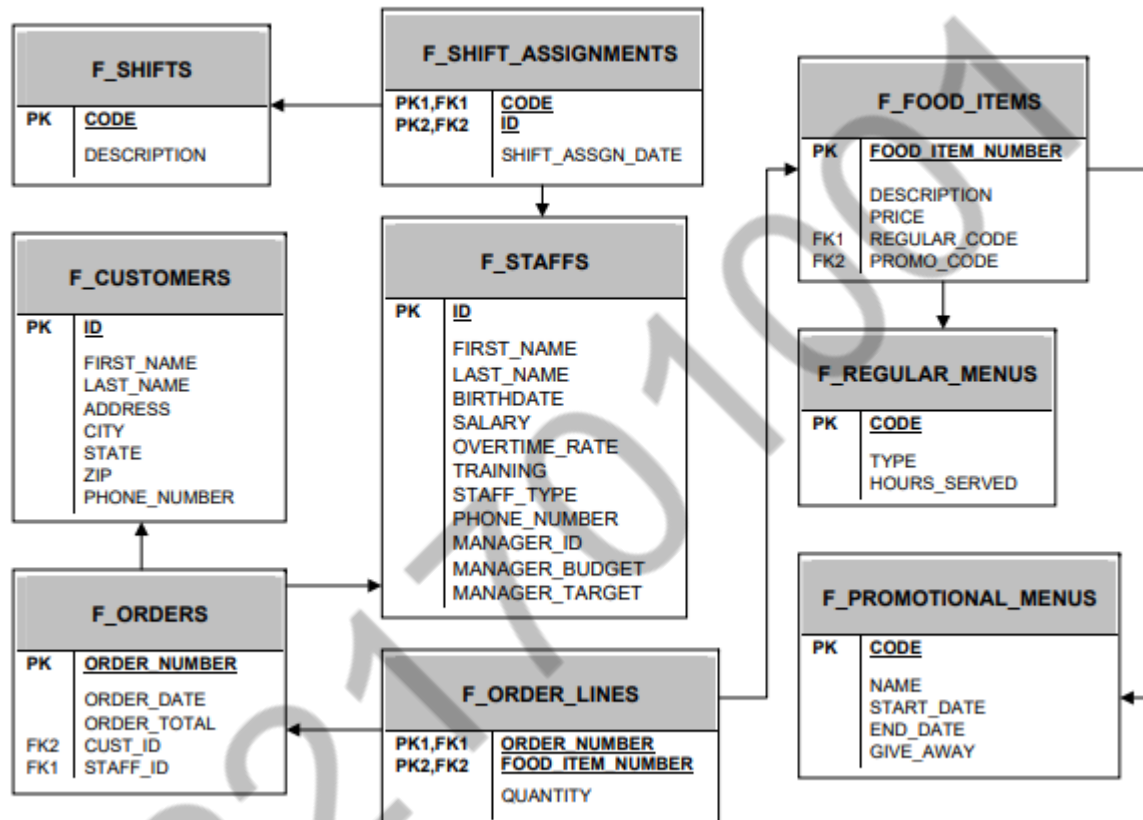 F_SHIFTS
PK CODE
DESCRIPTION
F_SHIFT_ASSIGNMENTS
PK1,FK1 CODE
PK2,FK2 ID
SHIFT_ASSGN_DATE
F_FOOD_ITEMS
PK FOOD_ITEM_NUMBER
DESCRIPTION
PRICE
FK1 REGULAR_CODE
FK2 PROMO_CODE
F_CUSTOMERS
PK ID
FIRST_NAME
LAST_NAME
ADDRESS
CITY
STATE
ZIP
PHONE_NUMBER
F_STAFFS
PK ID
FIRST_NAME
LAST_NAME
BIRTHDATE
SALARY
OVERTIME_RATE
TRAINING
STAFF_TYPE
PHONE_NUMBER
MANAGER_ID
MANAGER_BUDGET
MANAGER_TARGET
F_REGULAR_MENUS
PK CODE
TYPE
HOURS_SERVED
F_ORDERS
PK ORDER_NUMBER
ORDER_DATE
ORDER_TOTAL
FK2 CUST_ID
FK1 STAFF_ID
F_ORDER_LINES
PK1,FK1 ORDER_NUMBER
PK2,FK2 FOOD_ITEM_NUMBER
QUANTITY
F_PROMOTIONAL_MENUS
PK CODE
NAME
START_DATE
END_DATE
GIVE_AWAY
21701001